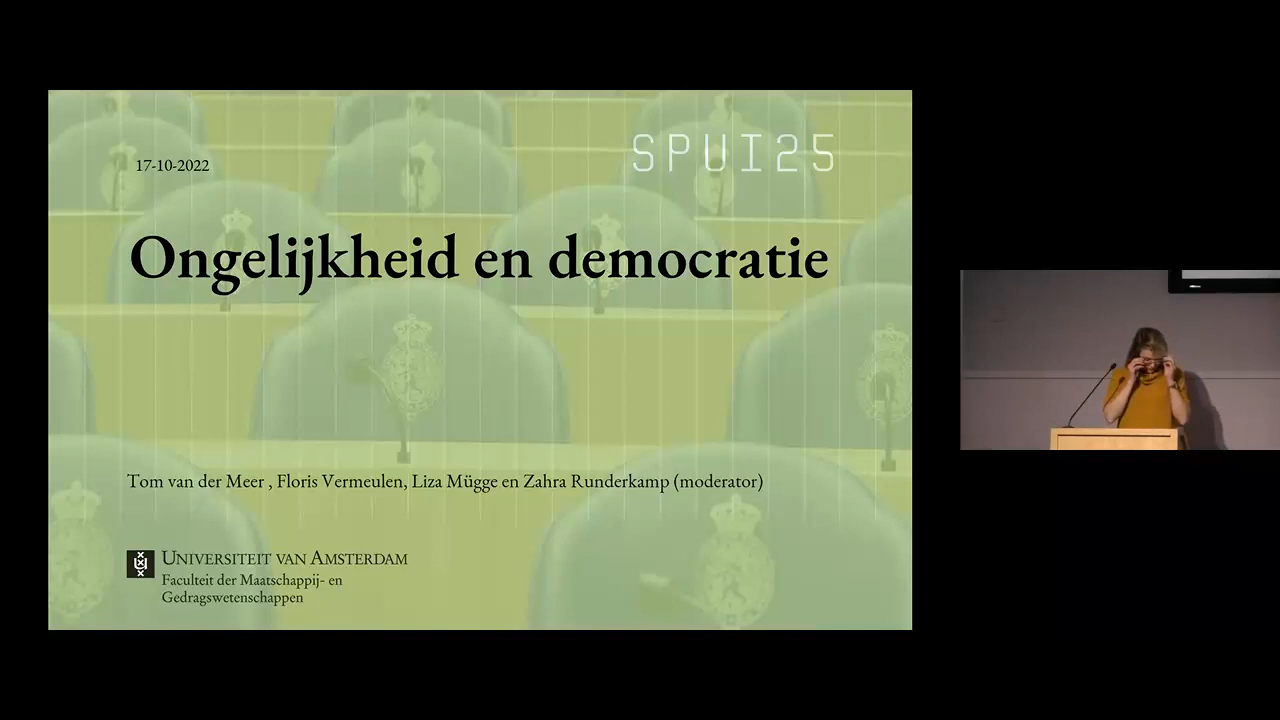 SPUI25
17-10-2022
Ongelijkheid en democratie
Tom van der Meer , Floris Vermeulen, Liza Mügge en Zahra Runderkamp (moderator)
UNIVERSITEIT VAN AMSTERDAM
Faculteit der Maatschappij- en
Gedragswetenschappen